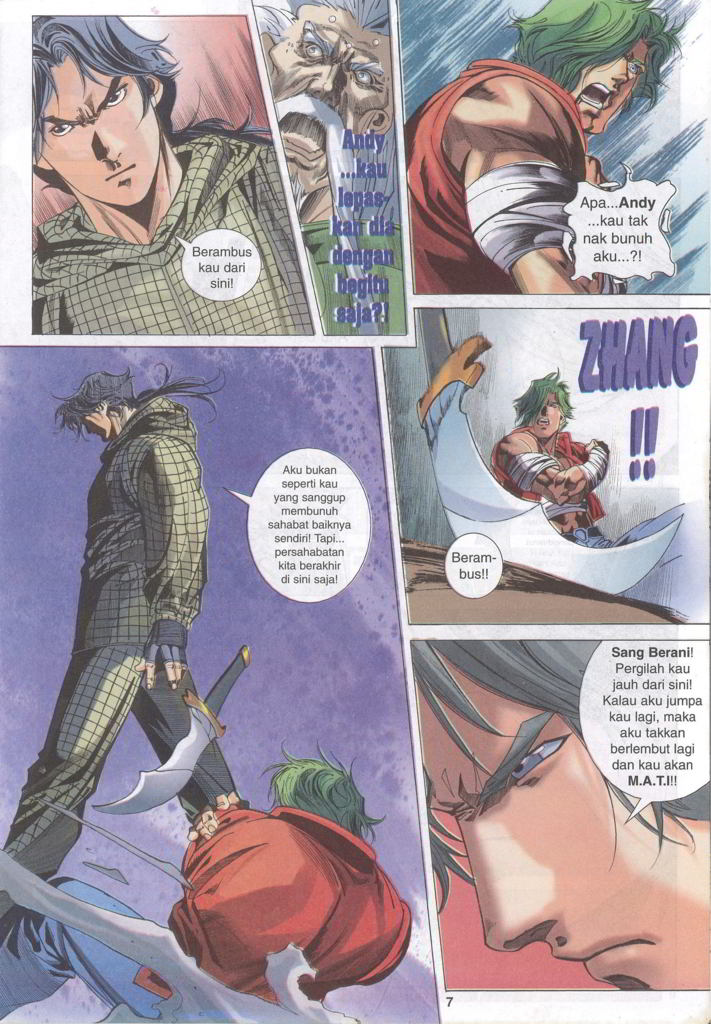 Berambus
kau dari
sini!
Andy
...kau
lepas-
kan dia
dengan
begitu
saja?!
Apa...Andy
...kau tak
nak bunuh
aku...?!
Aku bukan
seperti kau
yang sanggup
membunuh
sahabat baiknya
sendiri! Tapi...
persahabatan
kita berakhir
di sini saja!
ZHANG
!!
Beram-
bus!!
Sang Berani!
Pergilah kau
jauh dari sini!
Kalau aku jumpa
kau lagi, maka
aku takkan
berlembut lagi
dan kau akan
M.A.T.I!!
7